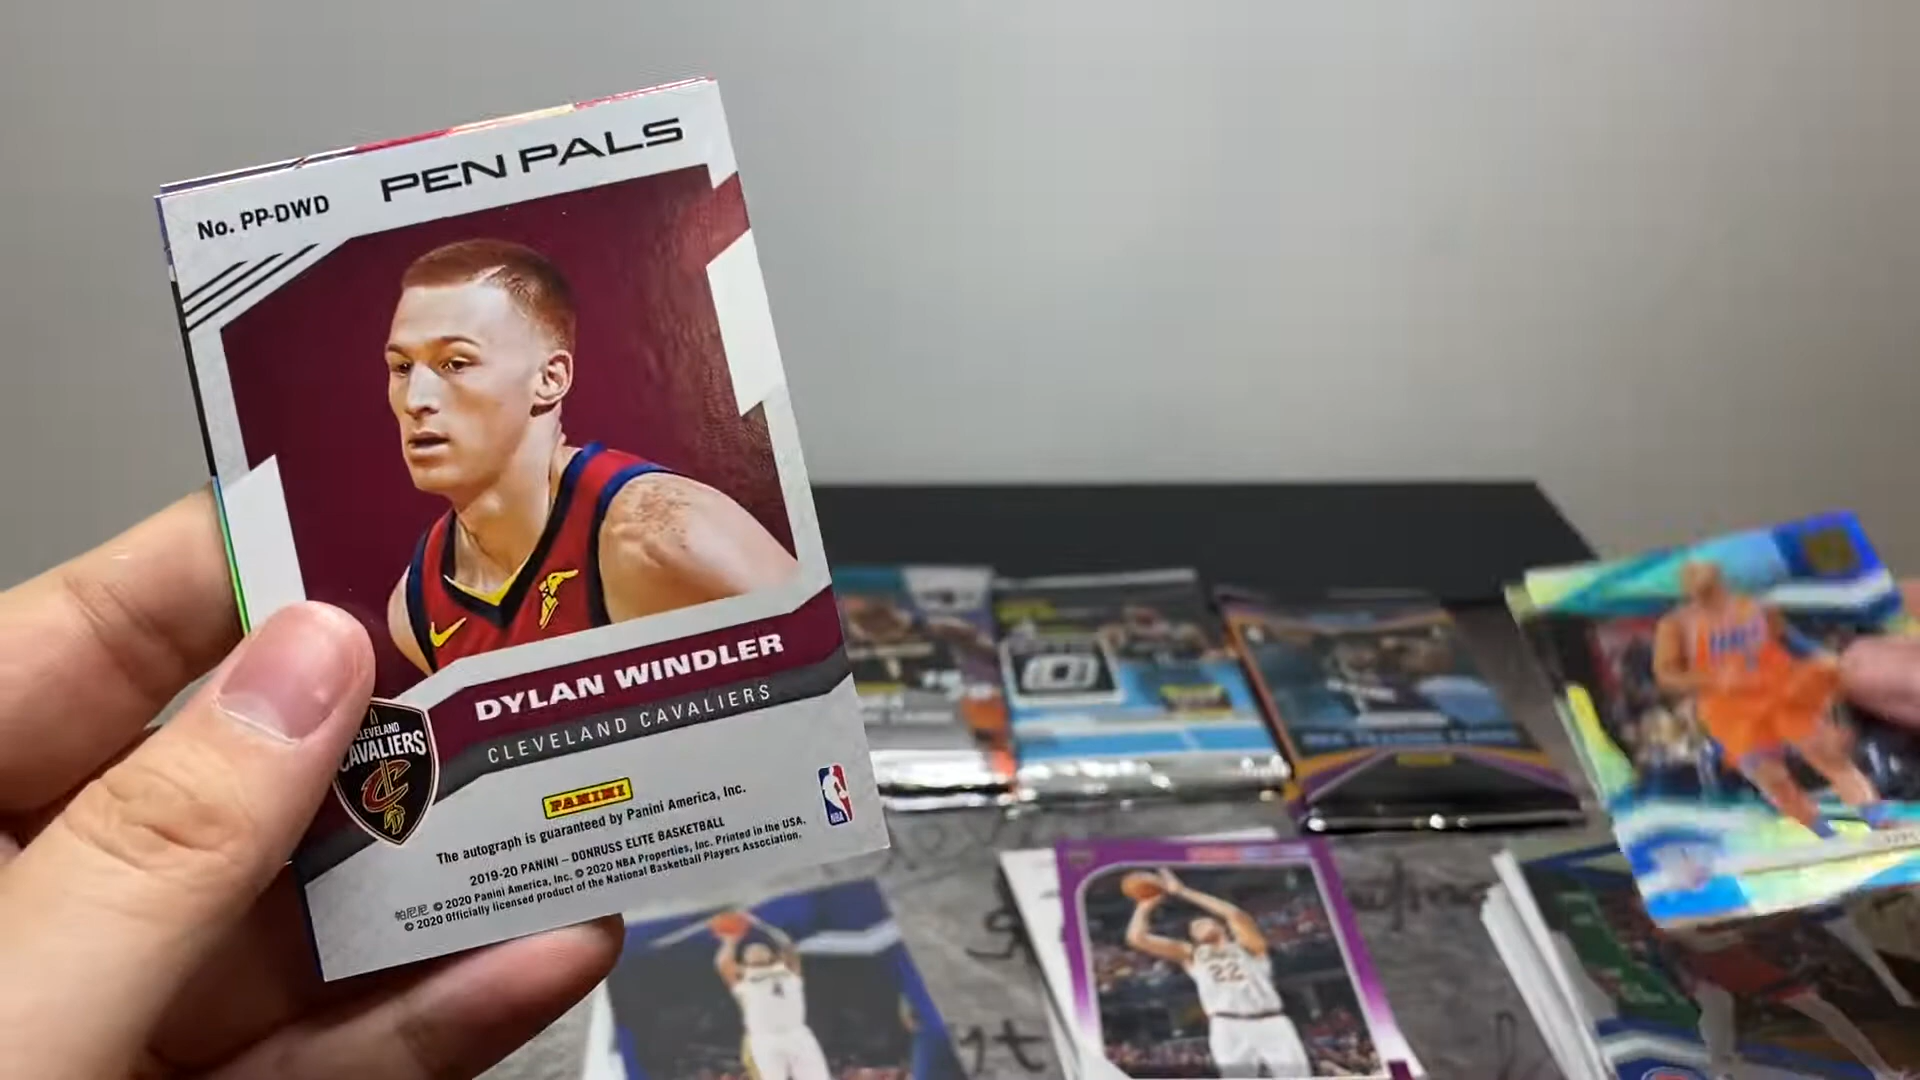 No. PP-DWD
PEN PALS
DYLAN WINDLER
CLEVELAND CAVALIERS
CLEVELAND
CAVALIERS
PANINI
The autograph is guaranteed by Panini America, Inc.
2019-20 PANINI – DONRUSS ELITE BASKETBALL
帕尼尼 © 2020 Panini America, Inc. © 2020 NBA Properties, Inc. Printed in the USA.
© 2020 Officially licensed product of the National Basketball Players Association.
NBA
22
4